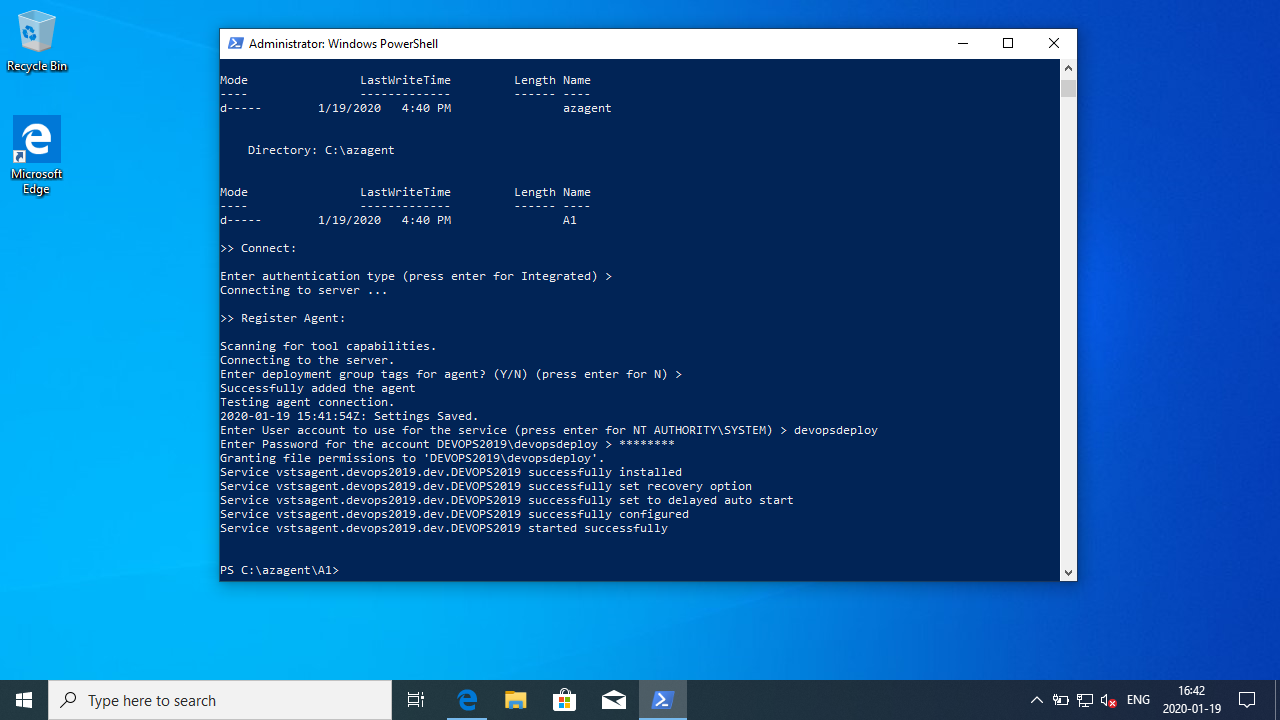 Recycle Bin
Microsoft
Edge
Administrator: Windows PowerShell
Mode LastWriteTime Length Name
---- ------------- ------ ----
d----- 1/19/2020 4:40 PM azagent
Directory: C:\azagent
Mode LastWriteTime Length Name
---- ------------- ------ ----
d----- 1/19/2020 4:40 PM A1
>> Connect:
Enter authentication type (press enter for Integrated) >
Connecting to server ...
>> Register Agent:
Scanning for tool capabilities.
Connecting to the server.
Enter deployment group tags for agent? (Y/N) (press enter for N) >
Successfully added the agent
Testing agent connection.
2020-01-19 15:41:54Z: Settings Saved.
Enter User account to use for the service (press enter for NT AUTHORITY\SYSTEM) > devopsdeploy
Enter Password for the account DEVOPS2019\devopsdeploy > ********
Granting file permissions to 'DEVOPS2019\devopsdeploy'.
Service vstsagent.devops2019.dev.DEVOPS2019 successfully installed
Service vstsagent.devops2019.dev.DEVOPS2019 successfully set recovery option
Service vstsagent.devops2019.dev.DEVOPS2019 successfully set to delayed auto start
Service vstsagent.devops2019.dev.DEVOPS2019 successfully configured
Service vstsagent.devops2019.dev.DEVOPS2019 started successfully
PS C:\azagent\A1>
Type here to search
ENG
16:42
2020-01-19